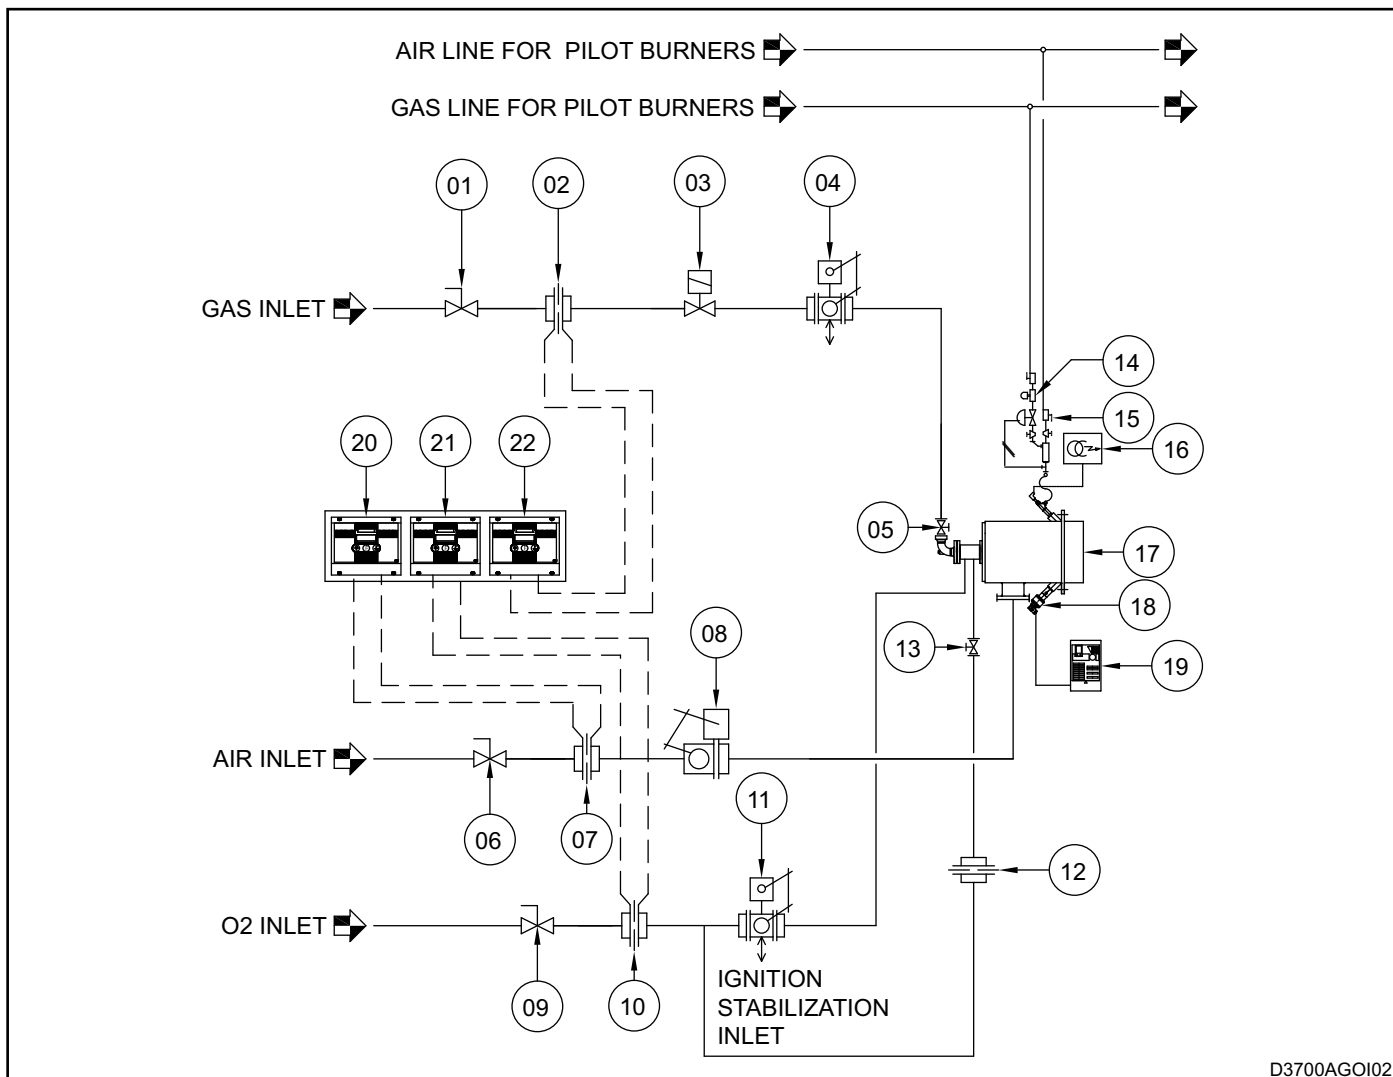 AIR LINE FOR PILOT BURNERS
GAS LINE FOR PILOT BURNERS
01
02
03
04
GAS INLET
14
15
16
20
21
22
05
17
18
13
19
08
AIR INLET
06
07
11
12
O2 INLET
09
10
IGNITION
STABILIZATION
INLET
D3700AGOI02